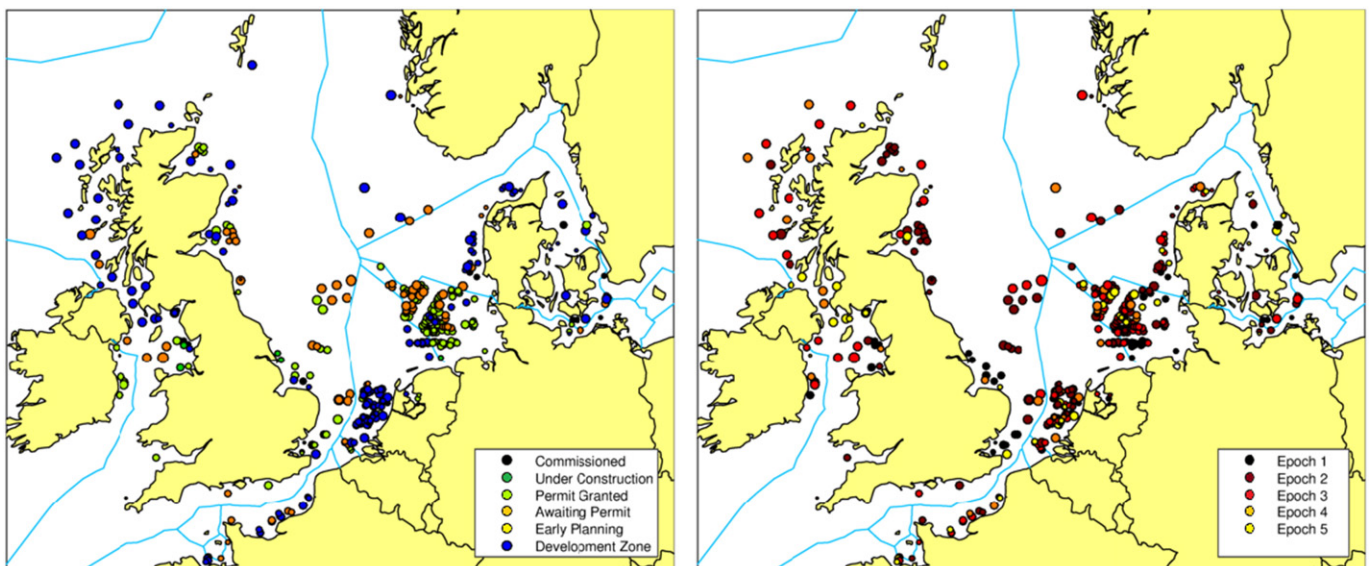 Commissioned
Under Construction
Permit Granted
Awaiting Permit
Early Planning
Development Zone
Epoch 1
Epoch 2
Epoch 3
Epoch 4
Epoch 5